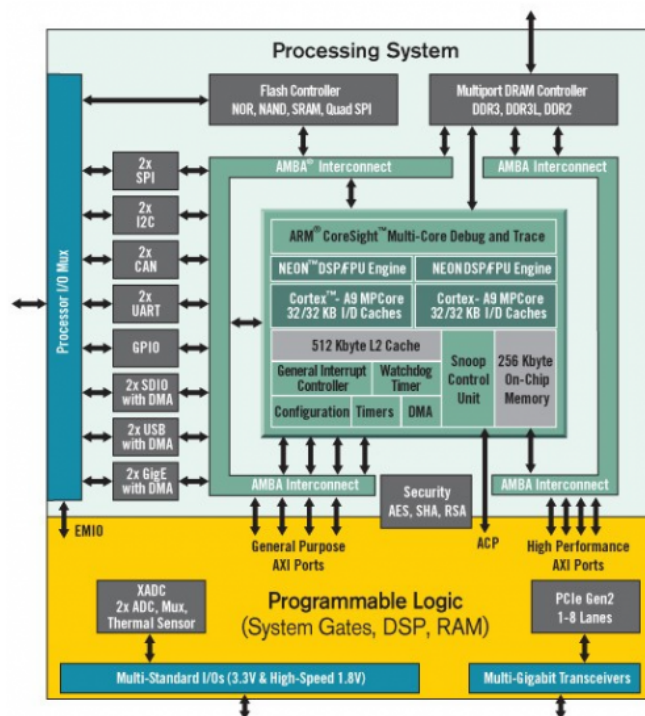 Processing System
Flash Controller
NOR, NAND, SRAM, Quad SPI
Multiport DRAM Controller
DDR3, DDR3L, DDR2
AMBA® Interconnect
AMBA Interconnect
Processor I/O Mux
2x
SPI
2x
I2C
2x
CAN
2x
UART
GPIO
2x SDIO
with DMA
2x USB
with DMA
2x GigE
with DMA
ARM® CoreSight™ Multi-Core Debug and Trace
NEON™ DSP/FPU Engine
NEON DSP/FPU Engine
Cortex™- A9 MPCore
32/32 KB I/D Caches
Cortex- A9 MPCore
32/32 KB I/D Caches
512 Kbyte L2 Cache
General Interrupt
Controller
Watchdog
Timer
Configuration
Timers
DMA
Snoop
Control
Unit
256 Kbyte
On-Chip
Memory
AMBA Interconnect
Security
AES, SHA, RSA
AMBA Interconnect
EMIO
General Purpose
AXI Ports
ACP
High Performance
AXI Ports
XADC
2x ADC, Mux,
Thermal Sensor
Programmable Logic
(System Gates, DSP, RAM)
PCIe Gen2
1-8 Lanes
Multi-Standard I/Os (3.3V & High-Speed 1.8V)
Multi-Gigabit Transceivers